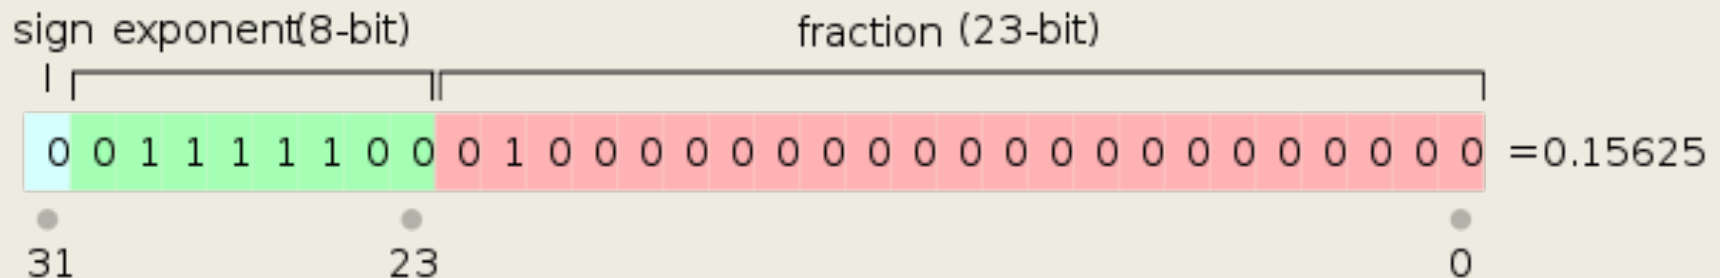 sign exponent(8-bit) fraction (23-bit)
0 0 1 1 1 1 1 0 0 0 1 0 0 0 0 0 0 0 0 0 0 0 0 0 0 0 0 0 0 0 0 0 =0.15625
31 23 0